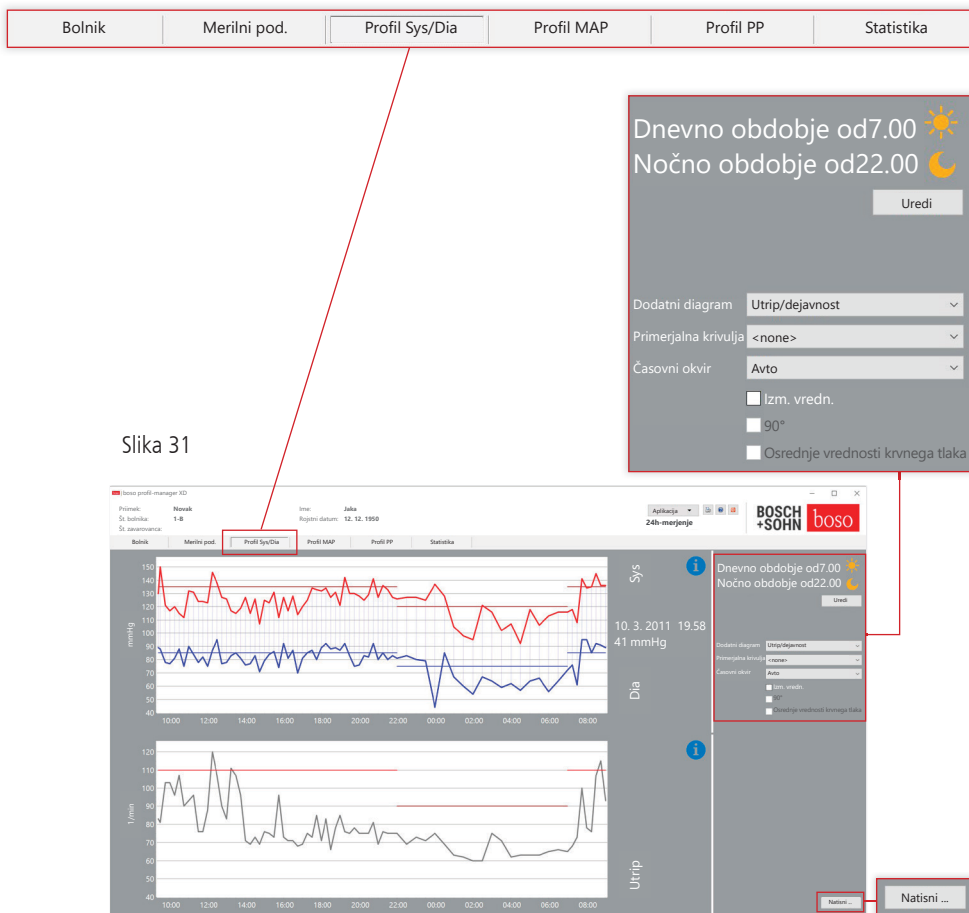 Bolnik Merilni pod. Profil Sys/Dia Profil MAP Profil PP Statistika
Dnevno obdobje od7.00
Nočno obdobje od22.00
Uredi
Dodatni diagram Utrip/dejavnost
Primerjalna krivulja <none>
Časovni okvir Avto
Izm. vredn.
90°
Osrednje vrednosti krvnega tlaka
Slika 31
boso profil-manager XD
Priimek: Novak Ime: Jaka
Št. bolnika: 1-B Rojstni datum: 12. 12. 1950
Št. zavarovanca:
Aplikacija
24h-merjenje
BOSCH
+SOHN
boso
Bolnik Merilni pod. Profil Sys/Dia Profil MAP Profil PP Statistika
150
140
130
120
110
100
90
80
70
60
50
40
mmHg
10:00 12:00 14:00 16:00 18:00 20:00 22:00 00:00 02:00 04:00 06:00 08:00
Sys
i
10. 3. 2011 19.58
41 mmHg
Dia
Dnevno obdobje od7.00
Nočno obdobje od22.00
Uredi
Dodatni diagram Utrip/dejavnost
Primerjalna krivulja <none>
Časovni okvir Avto
Izm. vredn.
90°
Osrednje vrednosti krvnega tlaka
120
110
100
90
80
70
60
50
40
1/min
10:00 12:00 14:00 16:00 18:00 20:00 22:00 00:00 02:00 04:00 06:00 08:00
i
Utrip
Natisni ...
Natisni ...